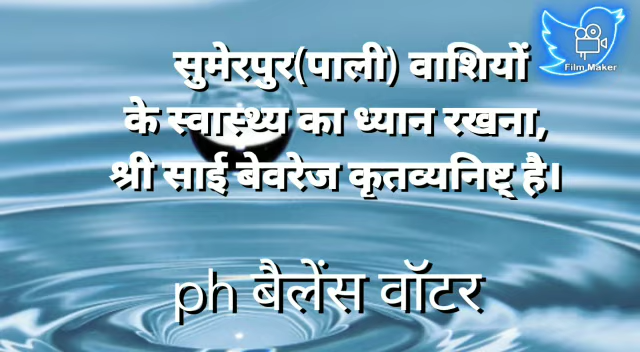 सुमेरपुर(पाली) वाशियों
के स्वास्थ्य का ध्यान रखना,
श्री साई बेवरेज कृतव्यनिष्ट् है।
ph बैलेंस वॉटर
Film Maker